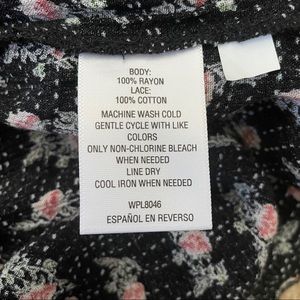 BODY:
100% RAYON
LACE:
100% COTTON
MACHINE WASH COLD
GENTLE CYCLE WITH LIKE
COLORS
ONLY NON-CHLORINE BLEACH
WHEN NEEDED
LINE DRY
COOL IRON WHEN NEEDED
WPL8046
ESPAÑOL EN REVERSO